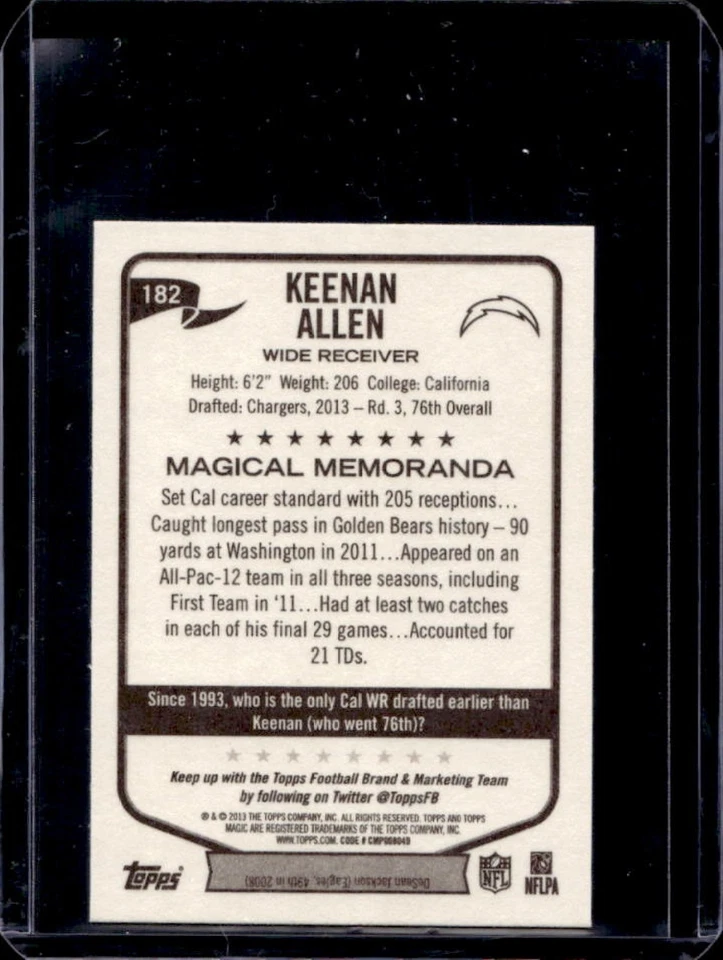 182
KEENAN
ALLEN
WIDE RECEIVER
Height: 6'2" Weight: 206 College: California
Drafted: Chargers, 2013 – Rd. 3, 76th Overall
MAGICAL MEMORANDA
Set Cal career standard with 205 receptions...
Caught longest pass in Golden Bears history – 90
yards at Washington in 2011...Appeared on an
All-Pac-12 team in all three seasons, including
First Team in '11...Had at least two catches
in each of his final 29 games...Accounted for
21 TDs.
Since 1993, who is the only Cal WR drafted earlier than
Keenan (who went 76th)?
Keep up with the Topps Football Brand & Marketing Team
by following on Twitter @ToppsFB
® & © 2013 THE TOPPS COMPANY, INC. ALL RIGHTS RESERVED. TOPPS AND TOPPS
MAGIC ARE REGISTERED TRADEMARKS OF THE TOPPS COMPANY, INC.
WWW.TOPPS.COM. CODE # CMP008049
Topps
DeSean Jackson (Eagles, 49th in 2008)
NFL
NFLPA